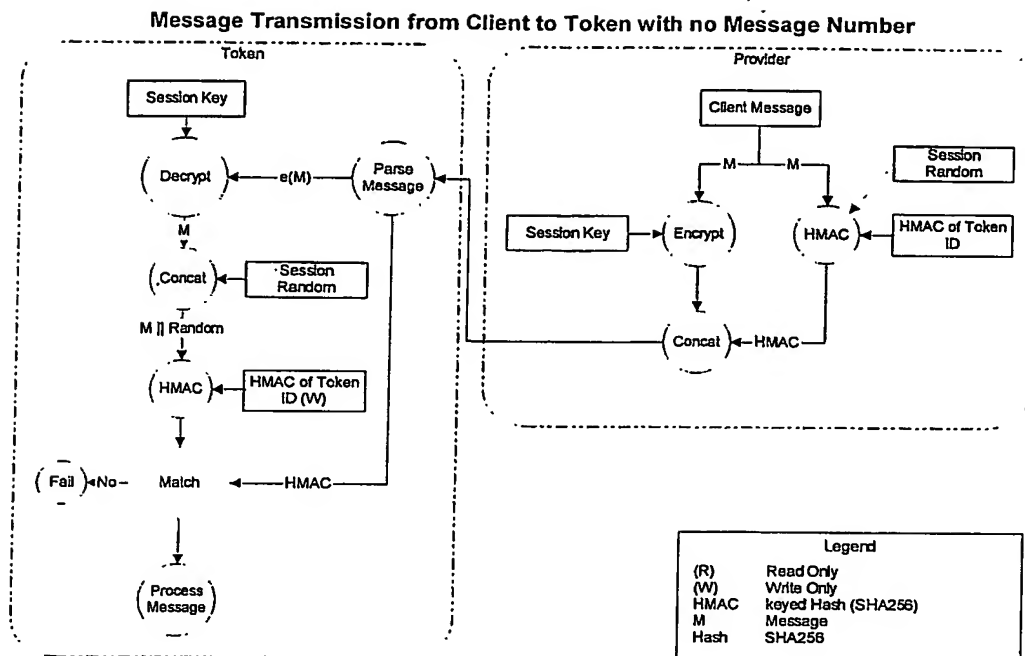 Message Transmission from Client to Token with no Message Number
Token
Session Key
Decrypt
e(M)
Parse
Message
M
Concat
Session
Random
M || Random
HMAC
HMAC of Token
ID (W)
Fail
No
Match
HMAC
Process
Message
Provider
Client Message
M
M
Session
Random
Session Key
Encrypt
HMAC
HMAC of Token
ID
Concat
HMAC
Legend
(R) Read Only
(W) Write Only
HMAC keyed Hash (SHA256)
M Message
Hash SHA256